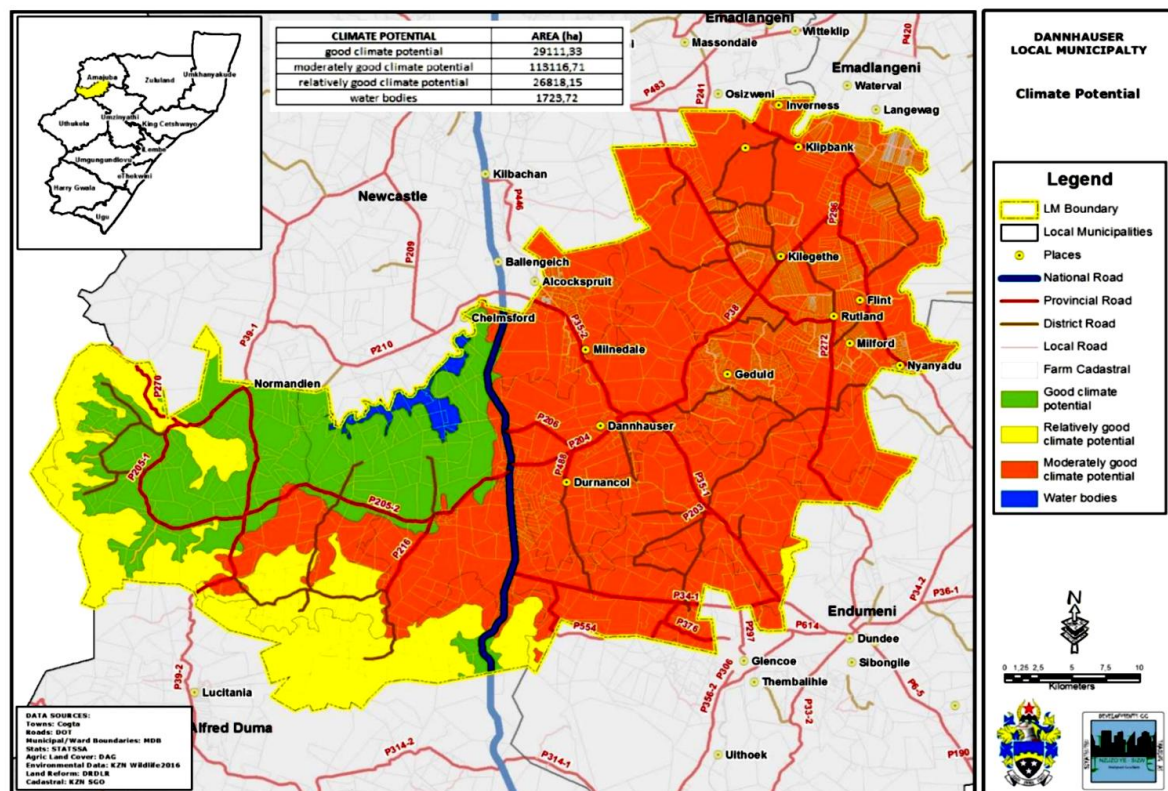 DANNHAUSER
LOCAL MUNICIPALTY
Climate Potential
CLIMATE POTENTIAL AREA (ha)
good climate potential 29111,33
moderately good climate potential 113116,71
relatively good climate potential 26818,15
water bodies 1723,72
Amajuba
Zululand
Umkhanyakude
Uthukela
Umzinyathi
King Cetshwayo
iLembe
Umgungundlovu
eThekwini
Harry Gwala
Ugu
Emadlangeni
Witteklip
Massondale
P420
Emadlangeni
P483
P241
Osizweni
Waterval
Inverness
Langewag
Klipbank
Kilbachan
Newcastle
P446
P296
P209
Ballengeich
Kilegethe
Alcockspruit
Flint
Chelmsford
Rutland
P39-1
P210
P35-2
P38
Milnedale
P272
Milford
Nyanyadu
P270
Normandien
Geduld
P206
P204
Dannhauser
P205-1
P488
Durnancol
P205-2
P35-1
P203
P216
P34-1
P34-2
P36-1
Endumeni
P554
P376
P297
P614
Dundee
P306
Glencoe
Sibongile
Thembalihle
P39-2
Lucitania
P356-2
P33-2
P6-5
Alfred Duma
P314-2
P314-1
Uithoek
P190
Legend
LM Boundary
Local Municipalities
Places
National Road
Provincial Road
District Road
Local Road
Farm Cadastral
Good climate
potential
Relatively good
climate potential
Moderately good
climate potential
Water bodies
N
0 1,25 2,5 5 7,5 10
Kilometers
DATA SOURCES:
Towns: Cogta
Roads: DOT
Municipal/Ward Boundaries: MDB
Stats: STATSSA
Agric Land Cover: DAG
Environmental Data: KZN Wildlife2016
Land Reform: DRDLR
Cadastral: KZN SGO